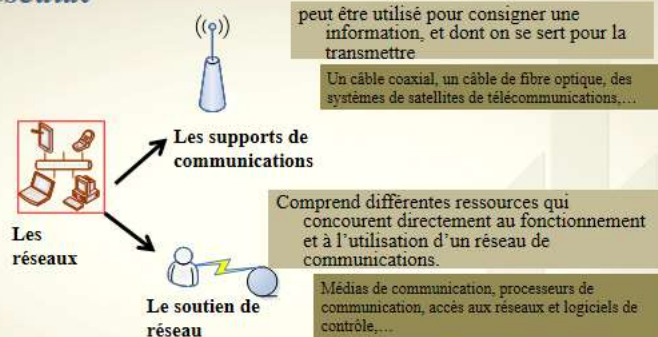 peut être utilisé pour consigner une
information, et dont on se sert pour la
transmettre
Un câble coaxial, un câble de fibre optique, des
systèmes de satellites de télécommunications,…
Les supports de
communications
Les
réseaux
Comprend différentes ressources qui
concourent directement au fonctionnement
et à l'utilisation d'un réseau de
communications.
Le soutien de
réseau
Médias de communication, processeurs de
communication, accès aux réseaux et logiciels de
contrôle,…